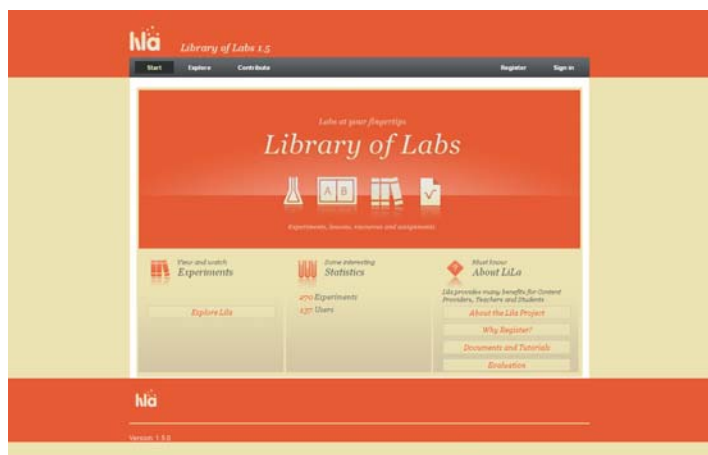 lila
Library of Labs 1.5
Start Explore Contribute Register Sign in
Labs at your fingertips
Library of Labs
A B √
Experiments, lessons, resources and assignments
View and watch
Experiments
Explore Lila
Some interesting
Statistics
270 Experiments
137 Users
Must know
About LiLa
Lila provides many benefits for Content
Providers, Teachers and Students
About the Lila Project
Why Register?
Documents and Tutorials
Evaluation
lila
Version: 1.5.0